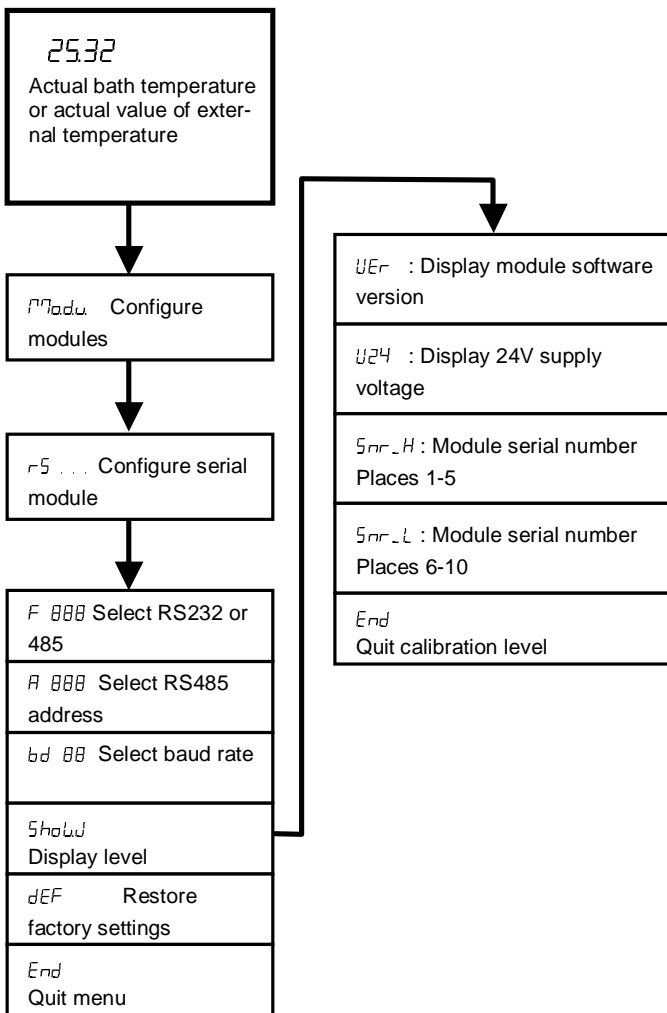 25.32
Actual bath temperature
or actual value of exter-
nal temperature
Modu. Configure
modules
rS ... Configure serial
module
F 888 Select RS232 or
485
A 888 Select RS485
address
bd 88 Select baud rate
ShoW
Display level
dEF Restore
factory settings
End
Quit menu
UEr : Display module software
version
U24 : Display 24V supply
voltage
Snr_H : Module serial number
Places 1-5
Snr_L : Module serial number
Places 6-10
End
Quit calibration level